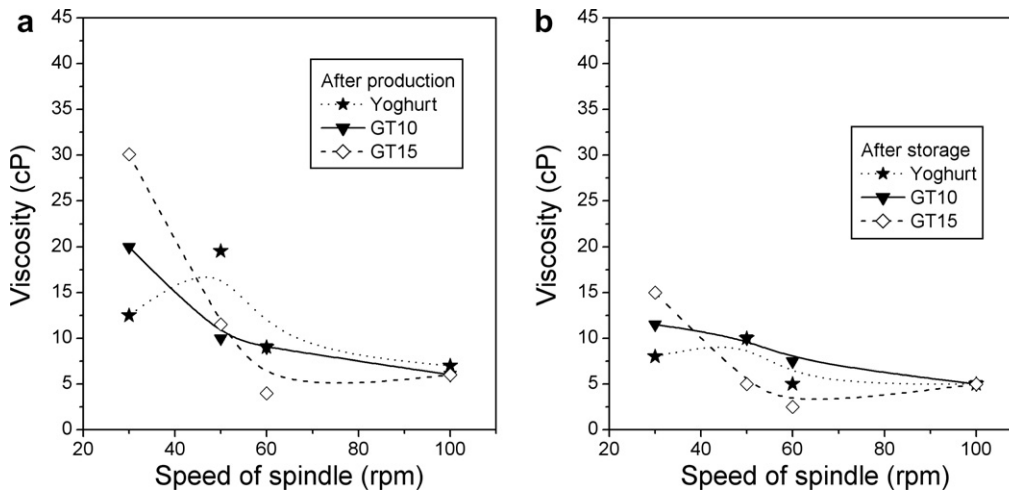 a
45
40
35
30
25
20
15
10
5
0
Viscosity (cP)
20 40 60 80 100
Speed of spindle (rpm)
After production
Yoghurt
GT10
GT15
b
45
40
35
30
25
20
15
10
5
0
Viscosity (cP)
20 40 60 80 100
Speed of spindle (rpm)
After storage
Yoghurt
GT10
GT15